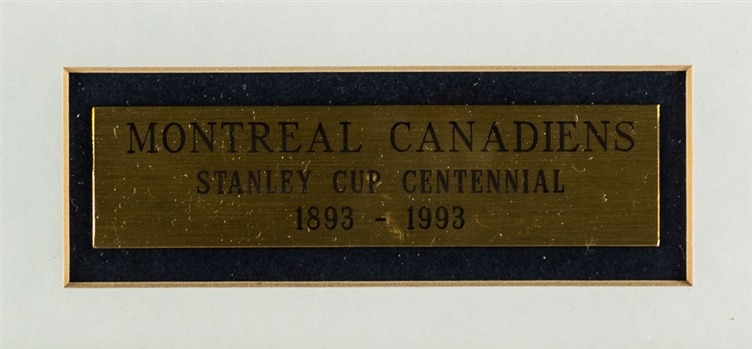 MONTREAL CANADIENS
STANLEY CUP CENTENNIAL
1893 - 1993